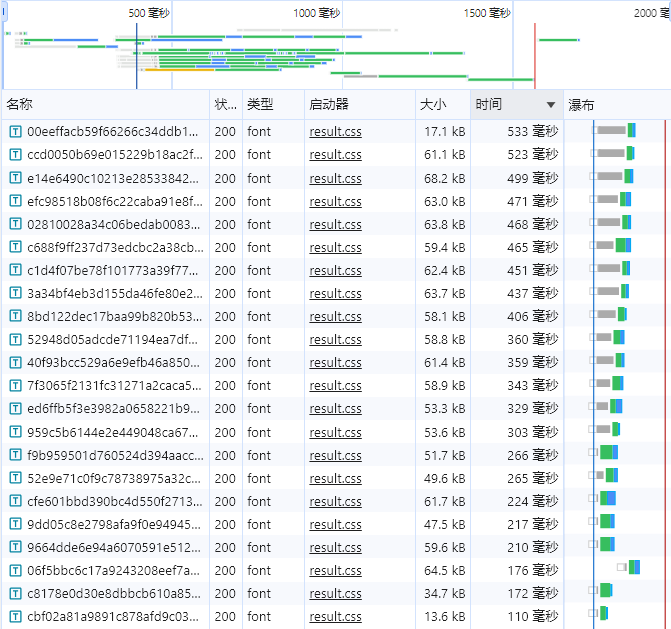 500 毫秒 1000 毫秒 1500 毫秒 2000 毫
名称 状... 类型 启动器 大小 时间 ▼ 瀑布
00eeffacb59f66266c34ddb1... 200 font result.css 17.1 kB 533 毫秒
ccd0050b69e015229b18ac2f... 200 font result.css 61.1 kB 523 毫秒
e14e6490c10213e28533842... 200 font result.css 68.2 kB 499 毫秒
efc98518b08f6c22caba91e8f... 200 font result.css 63.0 kB 471 毫秒
02810028a34c06bedab0083... 200 font result.css 63.8 kB 468 毫秒
c688f9ff237d73edcbc2a38cb... 200 font result.css 59.4 kB 465 毫秒
c1d4f07be78f101773a39f77... 200 font result.css 62.4 kB 451 毫秒
3a34bf4eb3d155da46fe80e2... 200 font result.css 63.7 kB 437 毫秒
8bd122dec17baa99b820b53... 200 font result.css 58.1 kB 406 毫秒
52948d05adcde71194ea7df... 200 font result.css 58.8 kB 360 毫秒
40f93bcc529a6e9efb46a850... 200 font result.css 61.4 kB 359 毫秒
7f3065f2131fc31271a2caca5... 200 font result.css 58.9 kB 343 毫秒
ed6ffb5f3e3982a0658221b9... 200 font result.css 53.3 kB 329 毫秒
959c5b6144e2e449048ca67... 200 font result.css 53.6 kB 303 毫秒
f9b959501d760524d394aacc... 200 font result.css 51.7 kB 266 毫秒
52e9e71c0f9c78738975a32c... 200 font result.css 49.6 kB 265 毫秒
cfe601bbd390bc4d550f2713... 200 font result.css 61.7 kB 224 毫秒
9dd05c8e2798afa9f0e94945... 200 font result.css 47.5 kB 217 毫秒
9664dde6e94a6070591e512... 200 font result.css 59.6 kB 210 毫秒
06f5bbc6c17a9243208eef7a... 200 font result.css 64.5 kB 176 毫秒
c8178e0d30e8dbbcb610a85... 200 font result.css 34.7 kB 172 毫秒
cbf02a81a9891c878afd9c03... 200 font result.css 13.6 kB 110 毫秒